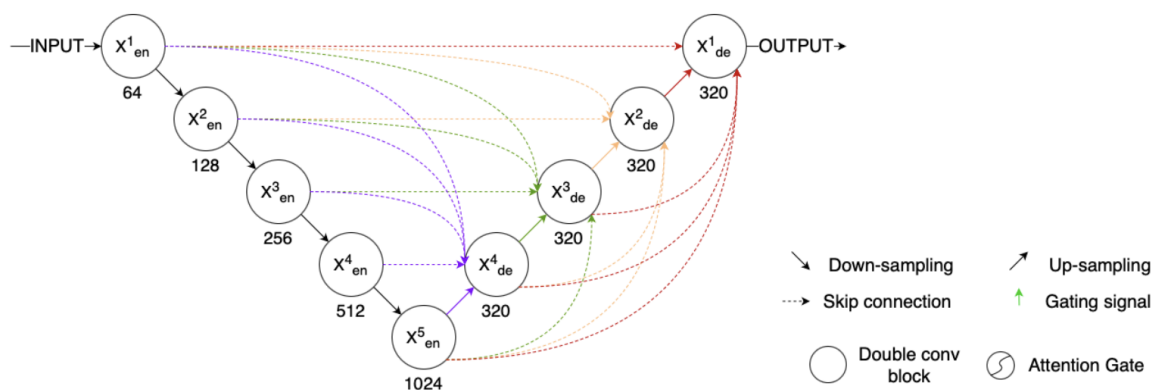 INPUT
X¹en
OUTPUT
X¹de
64
320
X²en
X²de
128
320
X³en
X³de
256
320
X⁴en
X⁴de
512
320
X⁵en
1024
Down-sampling
Up-sampling
Skip connection
Gating signal
Double conv
block
Attention Gate